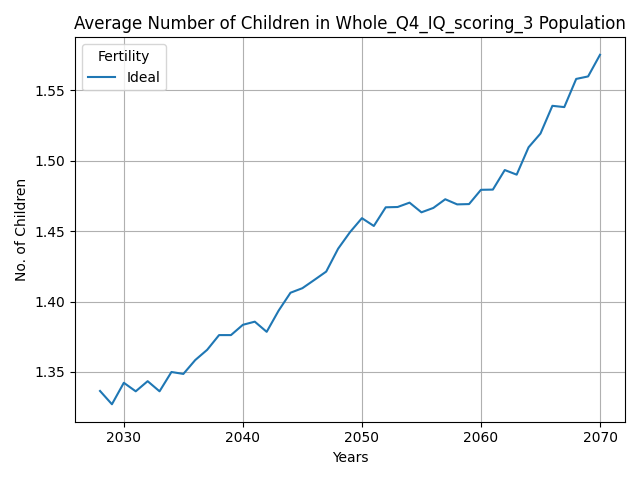 Average Number of Children in Whole_Q4_IQ_scoring_3 Population
Fertility
Ideal
No. of Children
1.55
1.50
1.45
1.40
1.35
2030 2040 2050 2060 2070
Years